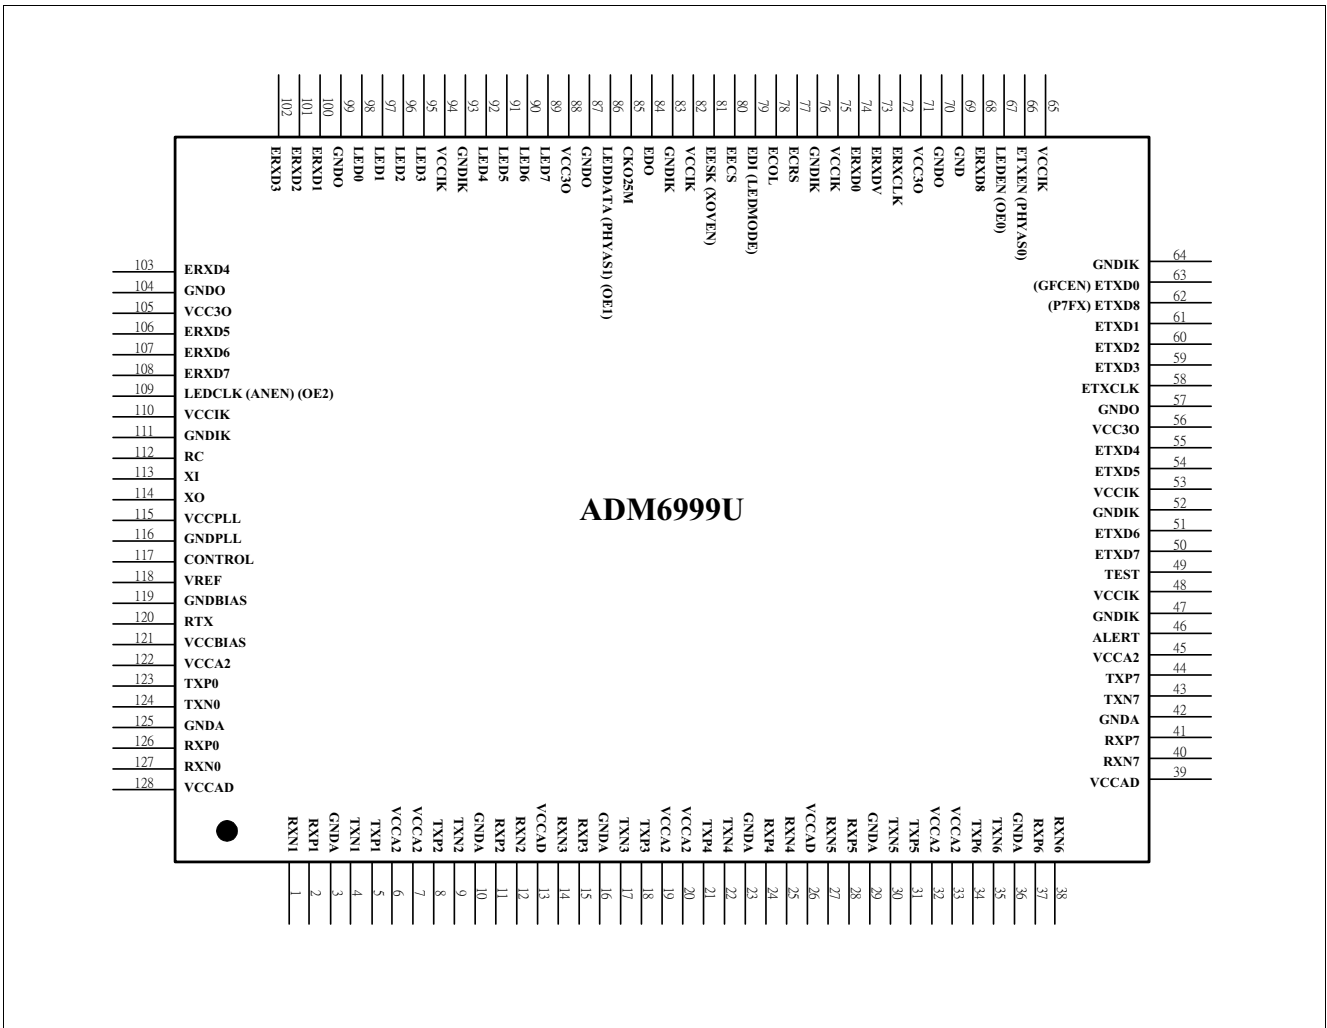 102 ERXD3
101 ERXD2
100 ERXD1
99 GNDO
98 LED0
97 LED1
96 LED2
95 LED3
94 VCCIK
93 GNDIK
92 LED4
91 LED5
90 LED6
89 LED7
88 VCC3O
87 GNDO
86 LEDDATA (PHYAS1) (OE1)
85 CKO25M
84 EDO
83 GNDIK
82 VCCIK
81 EESK (XOVEN)
80 EECS
79 EDI (LEDMODE)
78 ECOL
77 ECRS
76 GNDIK
75 VCCIK
74 ERXD0
73 ERXDV
72 ERXCLK
71 VCC3O
70 GNDO
69 GND
68 ERXD8
67 LEDEN (OE0)
66 ETXEN (PHYAS0)
65 VCCIK
103 ERXD4
104 GNDO
105 VCC3O
106 ERXD5
107 ERXD6
108 ERXD7
109 LEDCLK (ANEN) (OE2)
110 VCCIK
111 GNDIK
112 RC
113 XI
114 XO
115 VCCPLL
116 GNDPLL
117 CONTROL
118 VREF
119 GNDBIAS
120 RTX
121 VCCBIAS
122 VCCA2
123 TXP0
124 TXN0
125 GNDA
126 RXP0
127 RXN0
128 VCCAD
ADM6999U
GNDIK 64
(GFCEN) ETXD0 63
(P7FX) ETXD8 62
ETXD1 61
ETXD2 60
ETXD3 59
ETXCLK 58
GNDO 57
VCC3O 56
ETXD4 55
ETXD5 54
VCCIK 53
GNDIK 52
ETXD6 51
ETXD7 50
TEST 49
VCCIK 48
GNDIK 47
ALERT 46
VCCA2 45
TXP7 44
TXN7 43
GNDA 42
RXP7 41
RXN7 40
VCCAD 39
RXN1 1
RXP1 2
GNDA 3
TXN1 4
TXP1 5
VCCA2 6
VCCA2 7
TXP2 8
TXN2 9
GNDA 10
RXP2 11
RXN2 12
VCCAD 13
RXN3 14
RXP3 15
GNDA 16
TXN3 17
TXP3 18
VCCA2 19
VCCA2 20
TXP4 21
TXN4 22
GNDA 23
RXP4 24
RXN4 25
VCCAD 26
RXN5 27
RXP5 28
GNDA 29
TXN5 30
TXP5 31
VCCA2 32
VCCA2 33
TXP6 34
TXN6 35
GNDA 36
RXP6 37
RXN6 38